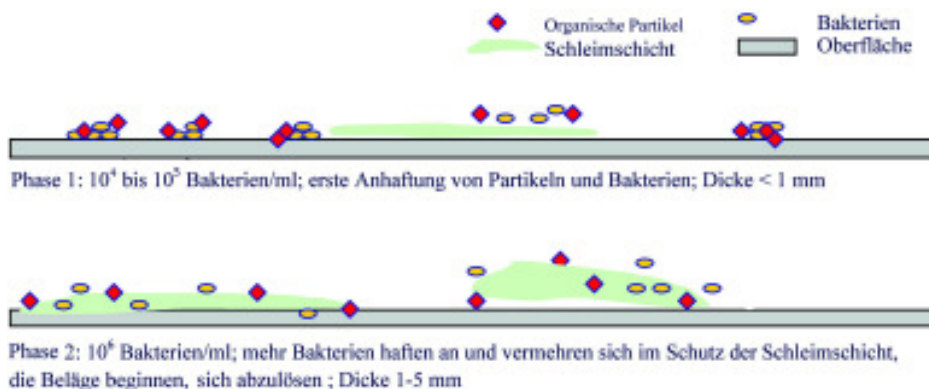 Organische Partikel
Bakterien
Schleimschicht
Oberfläche
Phase 1: 10⁴ bis 10⁵ Bakterien/ml; erste Anhaftung von Partikeln und Bakterien; Dicke < 1 mm
Phase 2: 10⁶ Bakterien/ml; mehr Bakterien haften an und vermehren sich im Schutz der Schleimschicht,
die Beläge beginnen, sich abzulösen ; Dicke 1-5 mm